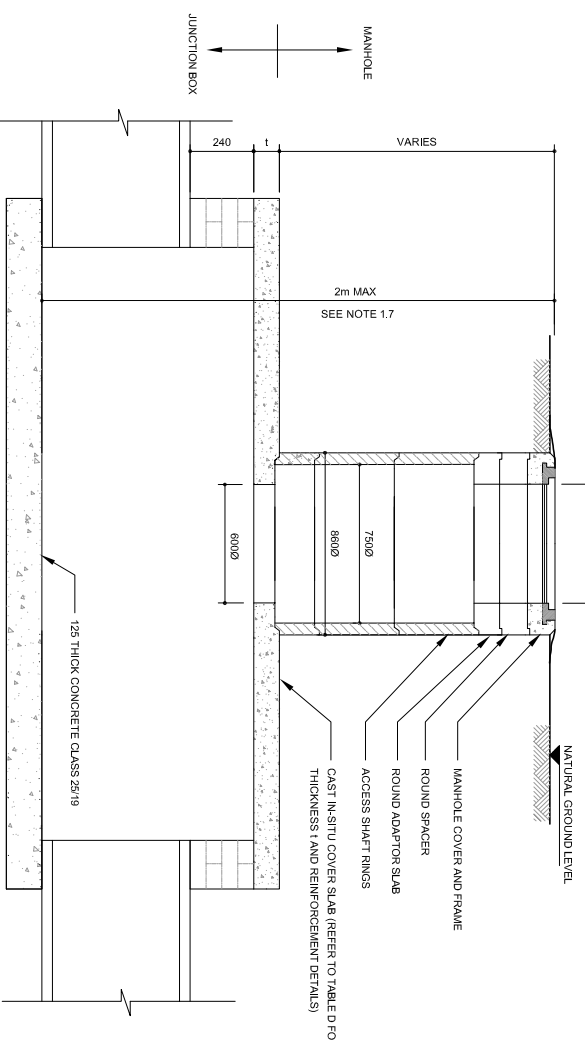 MANHOLE
JUNCTION BOX
240
t
VARIES
2m MAX
SEE NOTE 1.7
600Ø
860Ø
750Ø
NATURAL GROUND LEVEL
MANHOLE COVER AND FRAME
ROUND SPACER
ROUND ADAPTOR SLAB
ACCESS SHAFT RINGS
CAST IN-SITU COVER SLAB (REFER TO TABLE D FO
THICKNESS t AND REINFORCEMENT DETAILS)
125 THICK CONCRETE CLASS 25/19